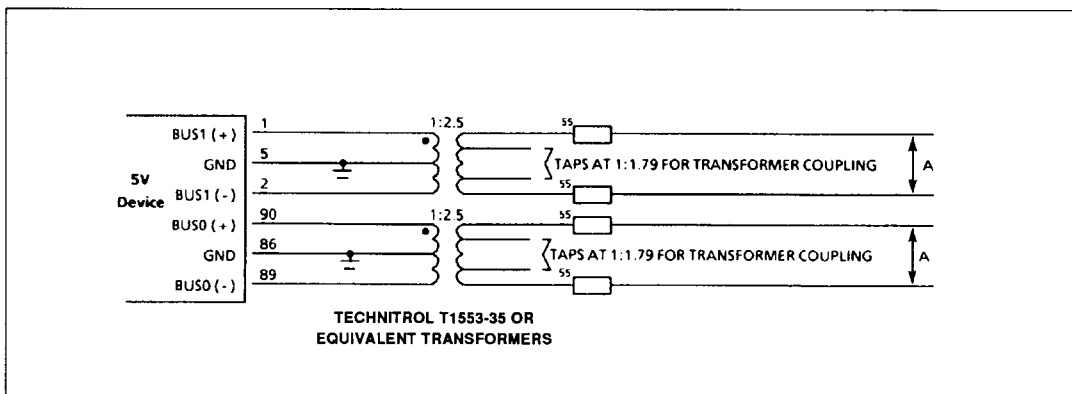 5V
Device
BUS1 (+)
GND
BUS1 (-)
BUS0 (+)
GND
BUS0 (-)
1
5
2
90
86
89
1:2.5
55
TAPS AT 1:1.79 FOR TRANSFORMER COUPLING
A
55
1:2.5
55
TAPS AT 1:1.79 FOR TRANSFORMER COUPLING
A
55
TECHNITROL T1553-35 OR
EQUIVALENT TRANSFORMERS